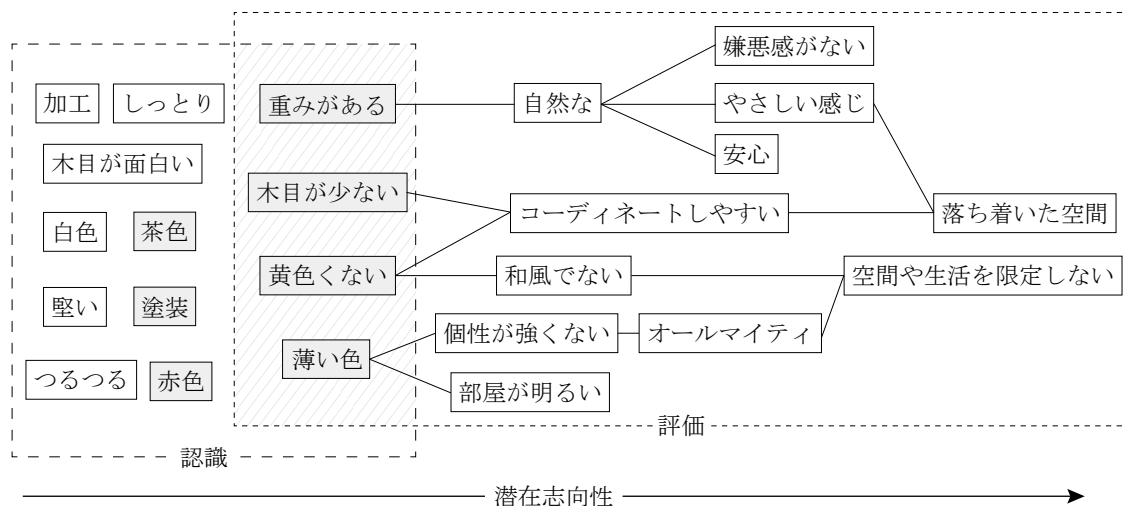 加工
しっとり
木目が面白い
白色
茶色
堅い
塗装
つるつる
赤色
認識
重みがある
木目が少ない
黄色くない
薄い色
自然な
嫌悪感がない
やさしい感じ
安心
コーディネートしやすい
落ち着いた空間
和風でない
空間や生活を限定しない
個性が強くない
オールマイティ
部屋が明るい
評価
潜在志向性